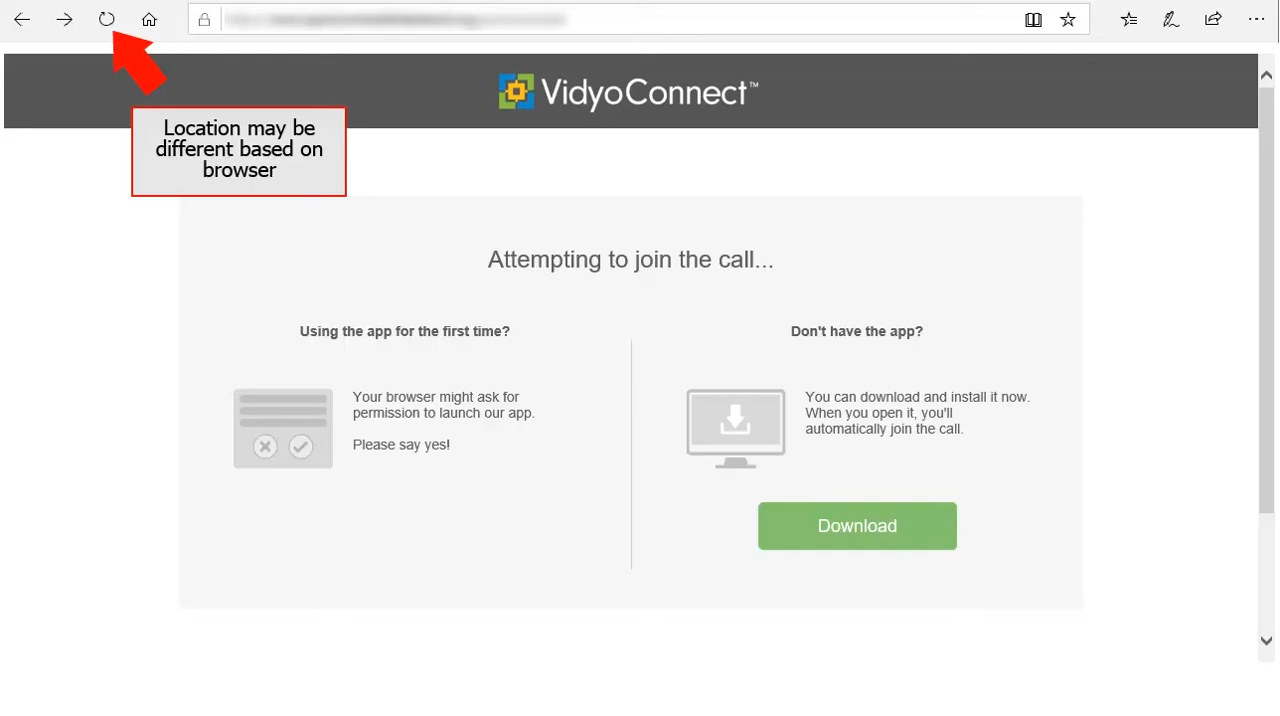 VidyoConnect™
Location may be
different based on
browser
Attempting to join the call...
Using the app for the first time?
Your browser might ask for
permission to launch our app.
Please say yes!
Don't have the app?
You can download and install it now.
When you open it, you'll
automatically join the call.
Download